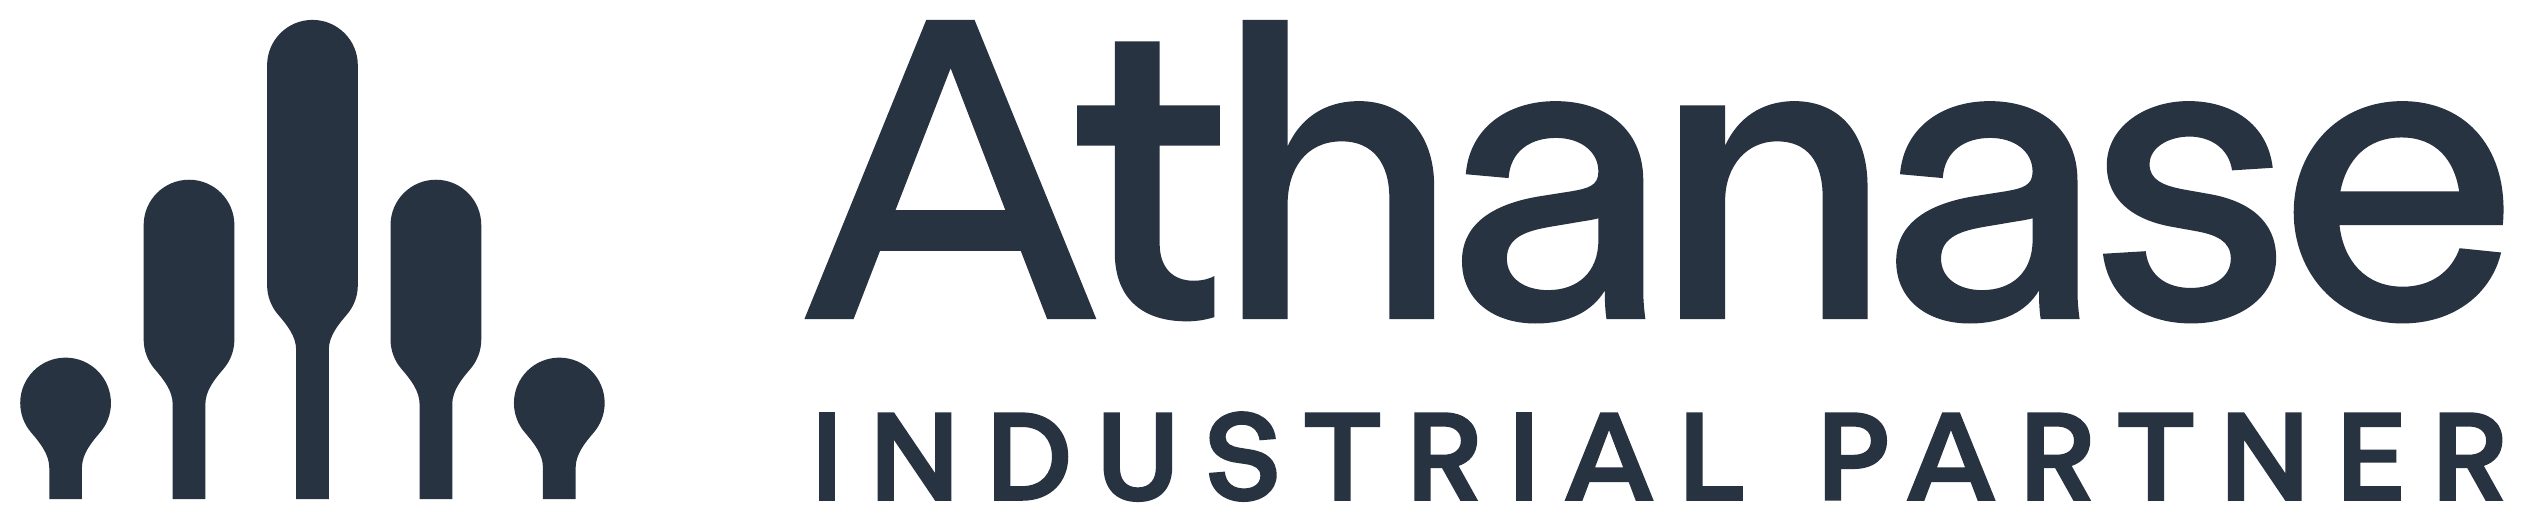 Athanase
INDUSTRIAL PARTNER